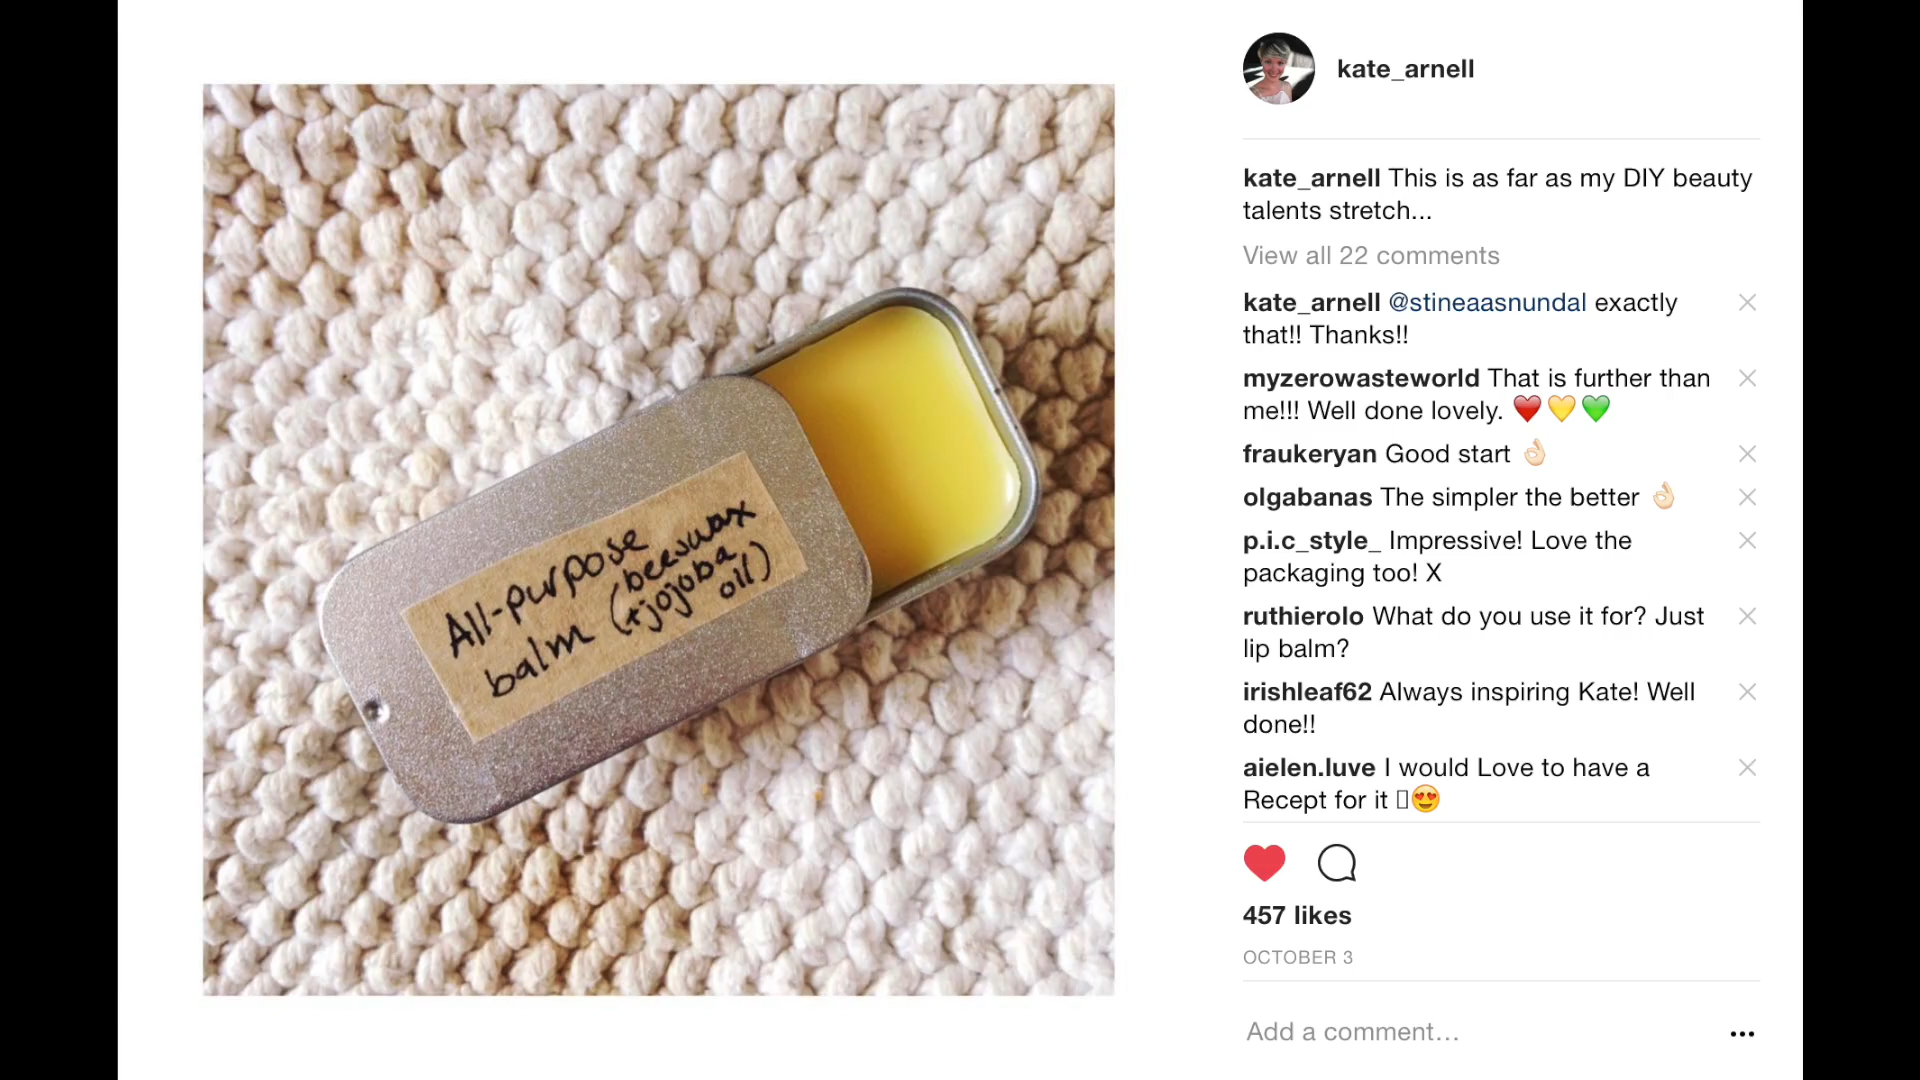 All-purpose
balm (beeswax
+jojoba
oil)
kate_arnell
kate_arnell This is as far as my DIY beauty
talents stretch...
View all 22 comments
kate_arnell @stineaasnundal exactly
that!! Thanks!!
myzerowasteworld That is further than
me!!! Well done lovely. ❤️💛💚
fraukeryan Good start 👌🏻
olgabanas The simpler the better 👌🏻
p.i.c_style_ Impressive! Love the
packaging too! X
ruthierolo What do you use it for? Just
lip balm?
irishleaf62 Always inspiring Kate! Well
done!!
aielen.luve I would Love to have a
Recept for it 😍
457 likes
OCTOBER 3
Add a comment...